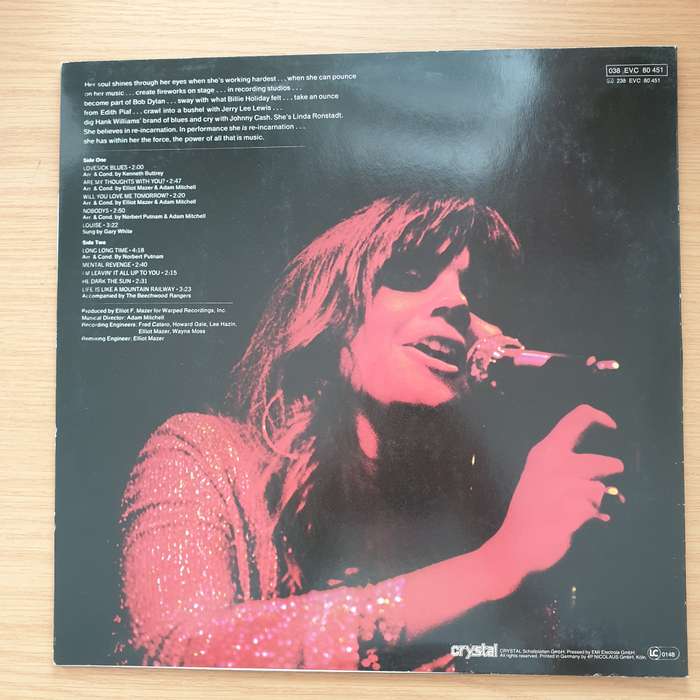 Her soul shines through her eyes when she's working hardest . . . when she can pounce
on her music . . . create fireworks on stage . . . in recording studios . . .
become part of Bob Dylan . . . sway with what Billie Holiday felt . . . take an ounce
from Edith Piaf . . . crawl into a bushel with Jerry Lee Lewis . . .
dig Hank Williams' brand of blues and cry with Johnny Cash. She's Linda Ronstadt.
She believes in re-incarnation. In performance she is re-incarnation . . .
she has within her the force, the power of all that is music.
038 EVC 80 451
238 EVC 80 451
Side One
LOVESICK BLUES • 2:00
Arr & Cond. by Kenneth Buttrey
ARE MY THOUGHTS WITH YOU? • 2:47
Arr & Cond. by Elliot Mazer & Adam Mitchell
WILL YOU LOVE ME TOMORROW? • 2:20
Arr & Cond. by Elliot Mazer & Adam Mitchell
NOBODYS • 2:50
Arr & Cond. by Norbert Putnam & Adam Mitchell
LOUISE • 3:22
Sung by Gary White
Side Two
LONG LONG TIME • 4:18
Arr & Cond. By Norbert Putnam
MENTAL REVENGE • 2:40
I'M LEAVIN' IT ALL UP TO YOU • 2:15
HE DARK THE SUN • 2:31
LIFE IS LIKE A MOUNTAIN RAILWAY • 3:23
Accompanied by The Beechwood Rangers
Produced by Elliot F. Mazer for Warped Recordings, Inc.
Musical Director: Adam Mitchell
Recording Engineers: Fred Catero, Howard Gale, Lee Hazin,
Elliot Mazer, Wayne Moss
Remixing Engineer: Elliot Mazer
crystal
CRYSTAL Schallplatten GmbH. Pressed by EMI Electrola GmbH.
All rights reserved. Printed in Germany by 4P NICOLAUS GmbH, Köln.
LC 0148